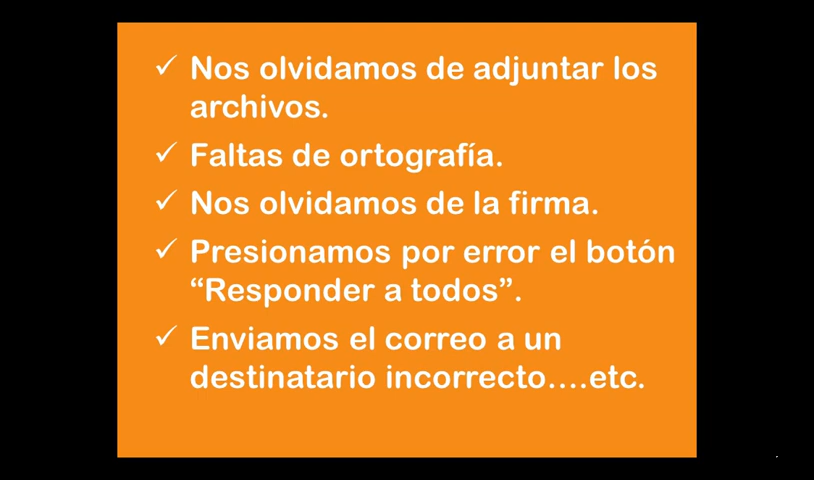 ✓ Nos olvidamos de adjuntar los
archivos.
✓ Faltas de ortografía.
✓ Nos olvidamos de la firma.
✓ Presionamos por error el botón
“Responder a todos”.
✓ Enviamos el correo a un
destinatario incorrecto....etc.